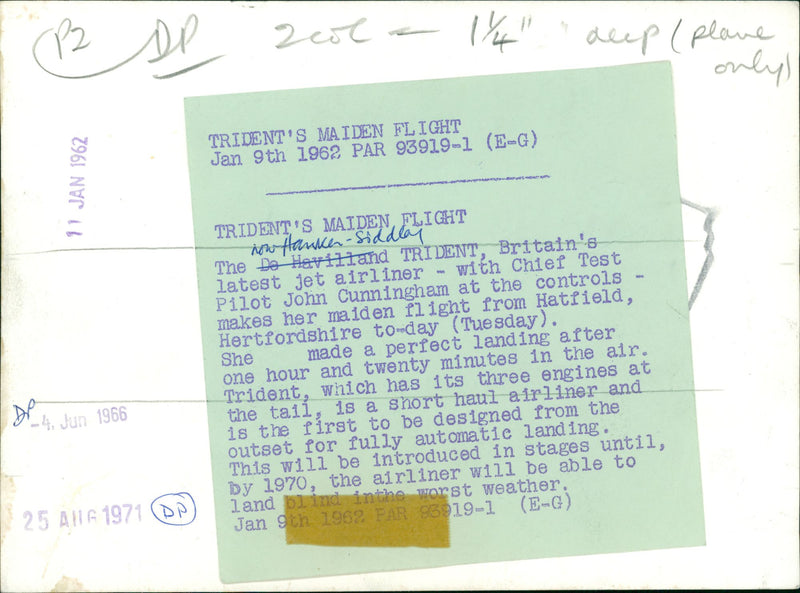 P2 DP 2 col = 1¼" deep (plane only)
11 JAN 1962
TRIDENT'S MAIDEN FLIGHT
Jan 9th 1962 PAR 93919-1 (E-G)
TRIDENT'S MAIDEN FLIGHT
now Hawker-Siddley
The De Havilland TRIDENT, Britain's
latest jet airliner - with Chief Test
Pilot John Cunningham at the controls -
makes her maiden flight from Hatfield,
Hertfordshire to-day (Tuesday).
She made a perfect landing after
one hour and twenty minutes in the air.
Trident, which has its three engines at
the tail, is a short haul airliner and
is the first to be designed from the
outset for fully automatic landing.
This will be introduced in stages until,
by 1970, the airliner will be able to
land blind inthe worst weather.
Jan 9th 1962 PAR 93919-1 (E-G)
DP -4. Jun 1966
25 AUG 1971 DP